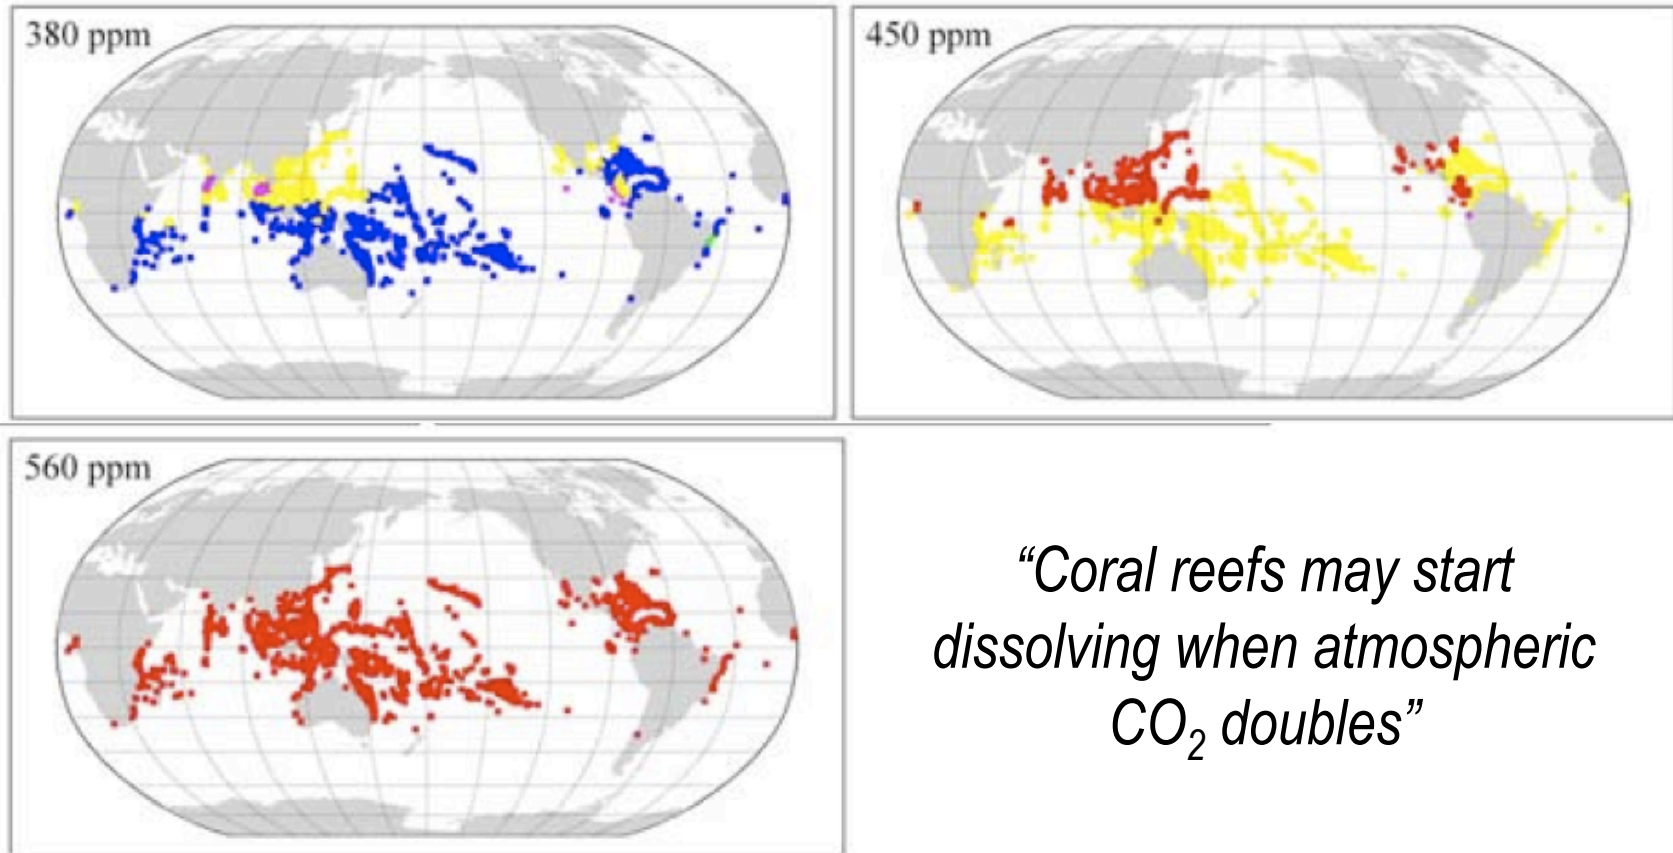 380 ppm
450 ppm
560 ppm
“Coral reefs may start
dissolving when atmospheric
CO₂ doubles”